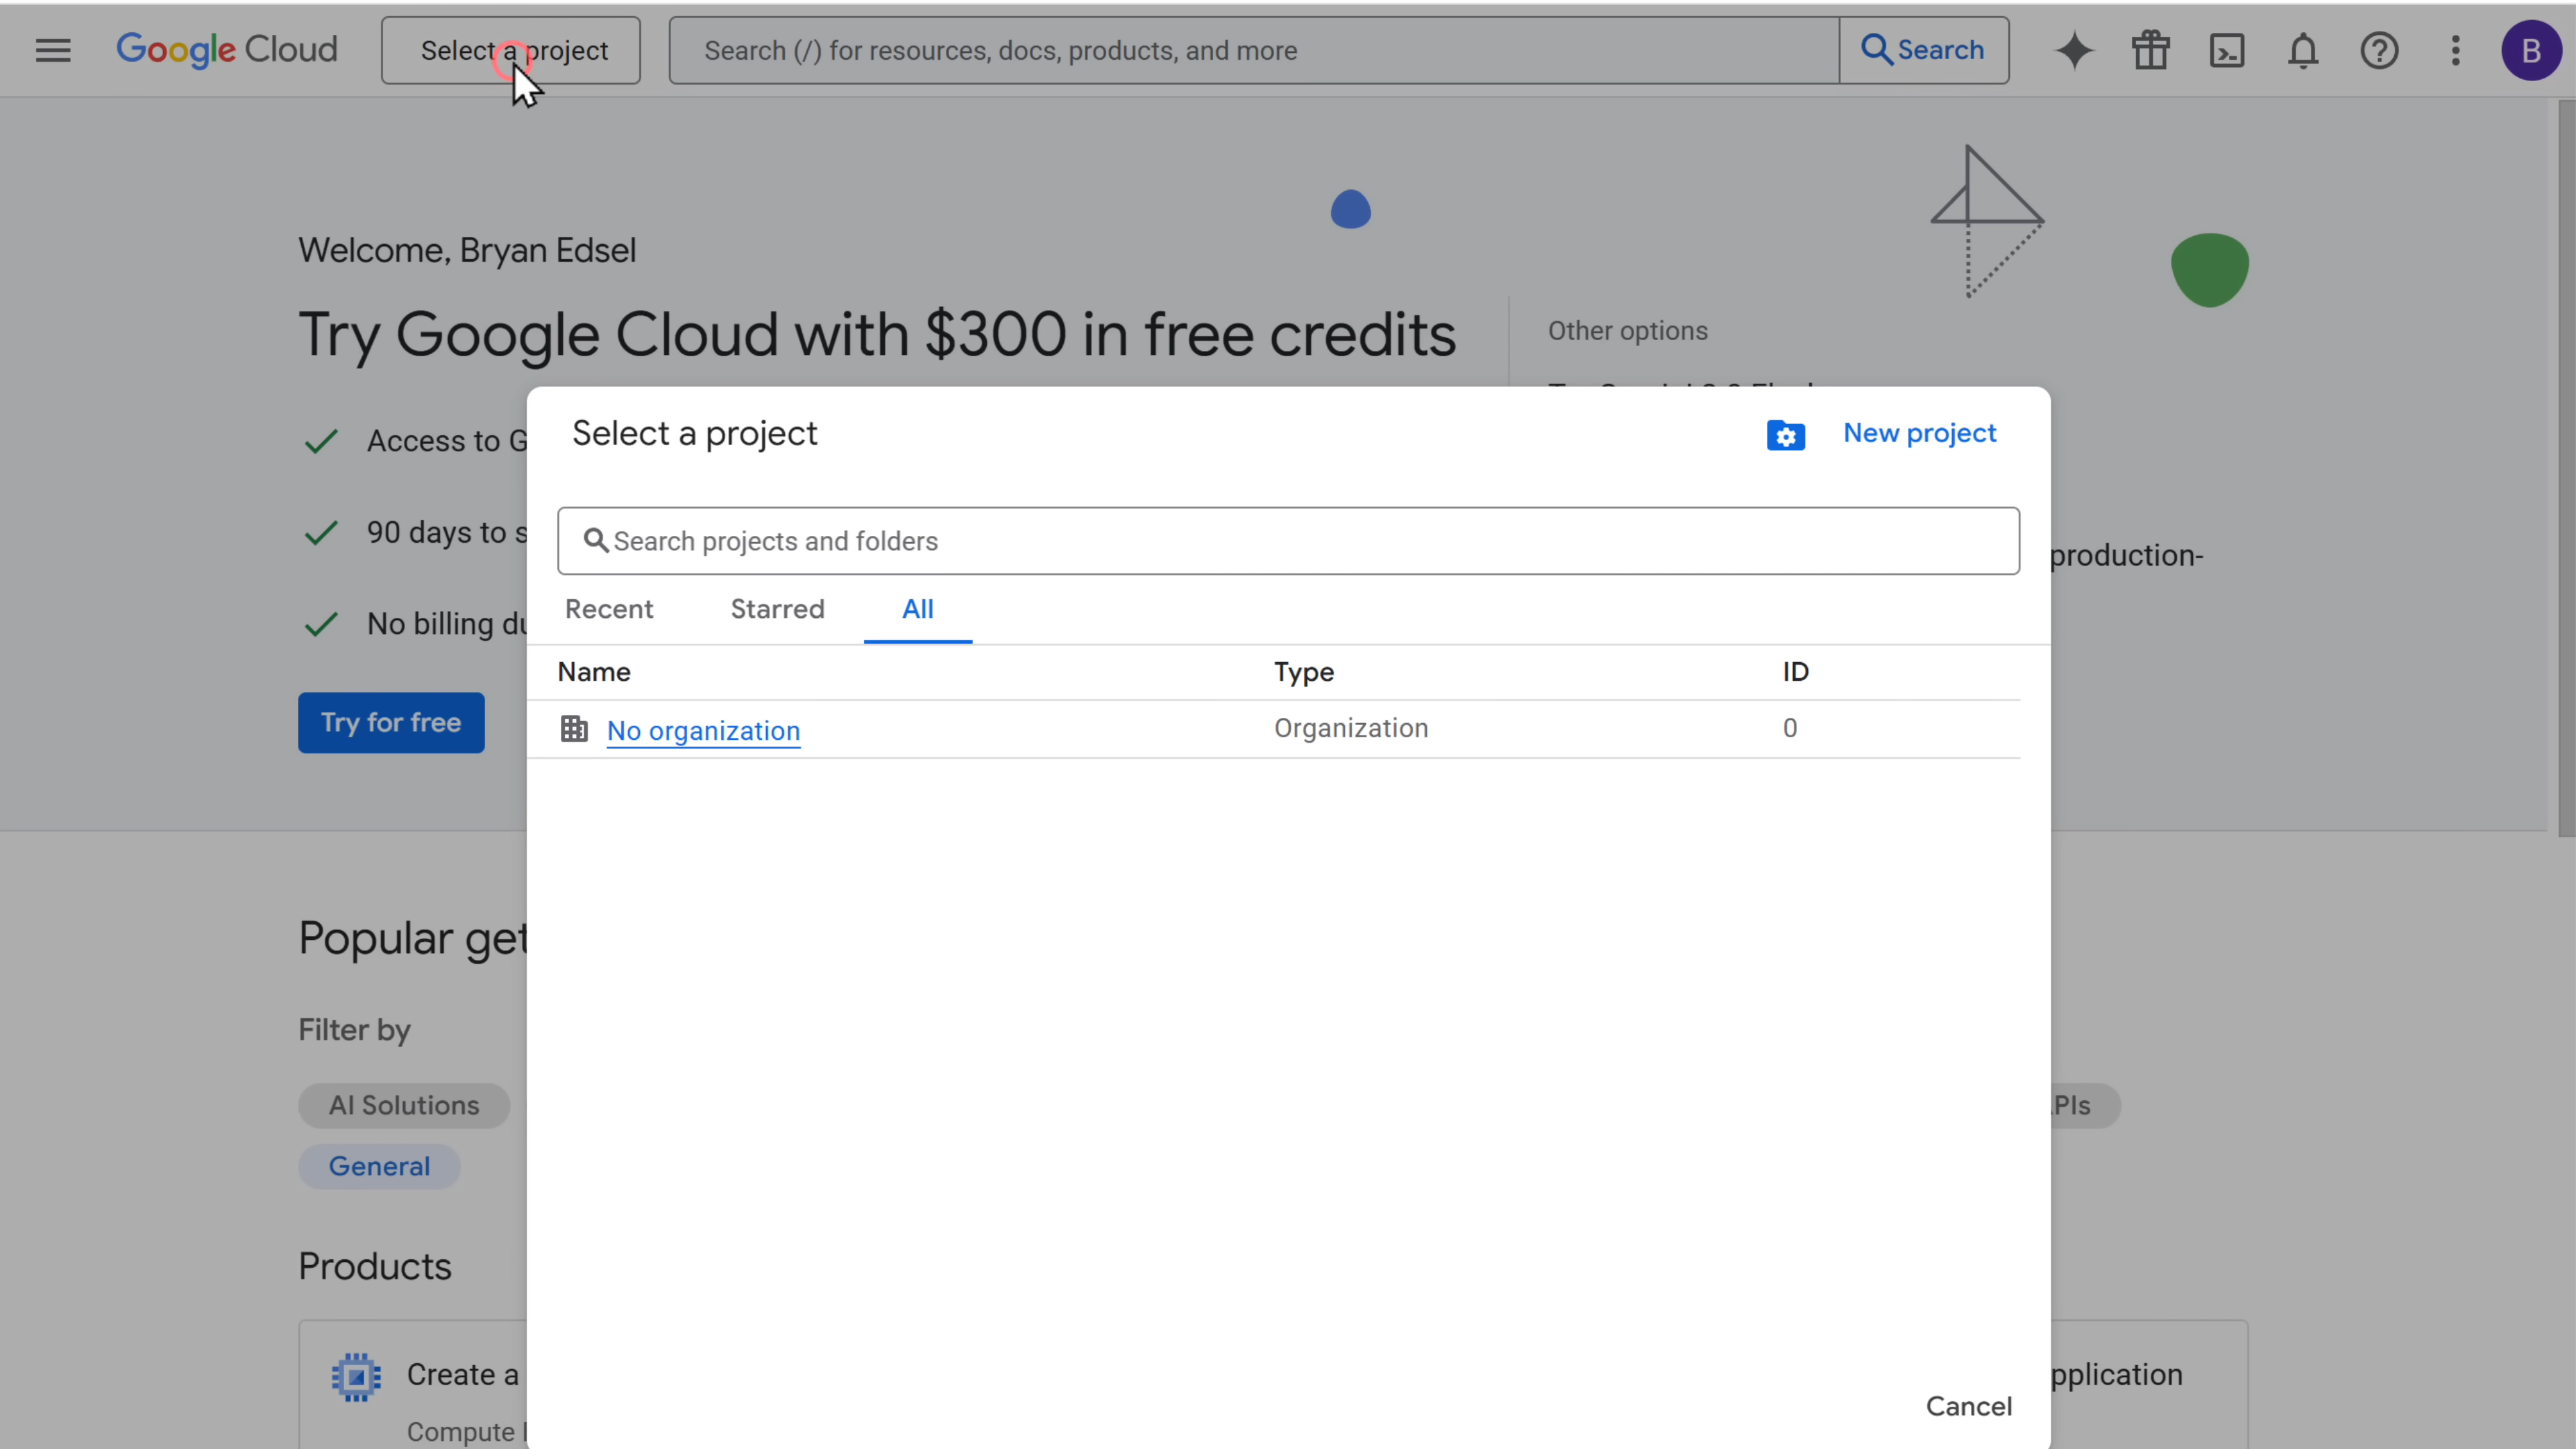 Google Cloud
Select a project
Search (/) for resources, docs, products, and more
Search
B
Welcome, Bryan Edsel
Try Google Cloud with $300 in free credits
Other options
Access to G
90 days to s
No billing du
Try for free
production-
Select a project
New project
Search projects and folders
Recent Starred All
Name Type ID
No organization Organization 0
Popular get
Filter by
AI Solutions
PIs
General
Products
Create a
pplication
Compute
Cancel